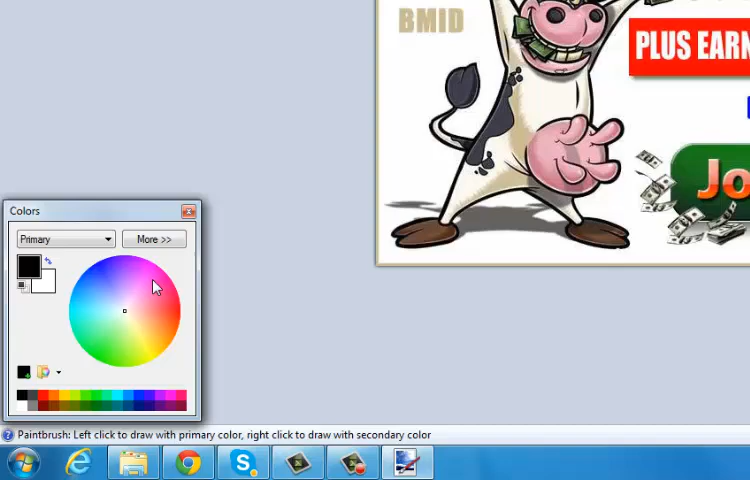 BMID
PLUS EARN
Jo
Colors
Primary
More >>
Paintbrush: Left click to draw with primary color, right click to draw with secondary color